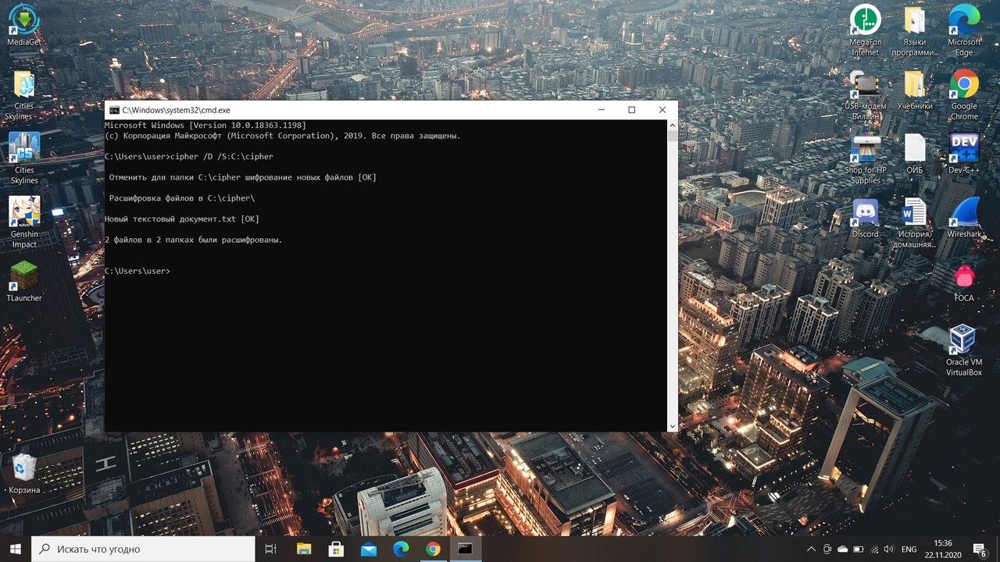 MediaGet
Cities
Skylines -...
Cities
Skylines
Genshin
Impact
TLauncher
Корзина
C:\Windows\system32\cmd.exe
Microsoft Windows [Version 10.0.18363.1198]
(c) Корпорация Майкрософт (Microsoft Corporation), 2019. Все права защищены.
C:\Users\user>cipher /D /S:C:\cipher
Отменить для папки C:\cipher шифрование новых файлов [OK]
Расшифровка файлов в C:\cipher\
Новый текстовый документ.txt [OK]
2 файлов в 2 папках были расшифрованы.
C:\Users\user>
MegaFon
Internet
Языки
программи...
Microsoft
Edge
USB-модем
Билайн
Учебники
Google
Chrome
Shop for HP
Supplies
ОИБ
DEV
Dev-C++
Discord
История,
домашняя...
Wireshark
FOCA
Oracle VM
VirtualBox
Искать что угодно
ENG
15:36
22.11.2020
6